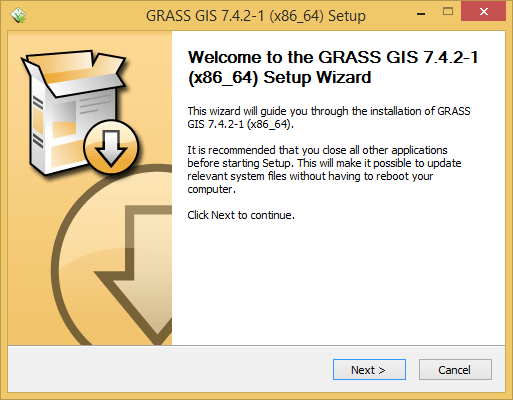 GRASS GIS 7.4.2-1 (x86_64) Setup
Welcome to the GRASS GIS 7.4.2-1
(x86_64) Setup Wizard
This wizard will guide you through the installation of GRASS
GIS 7.4.2-1 (x86_64).
It is recommended that you close all other applications
before starting Setup. This will make it possible to update
relevant system files without having to reboot your
computer.
Click Next to continue.
Next >
Cancel